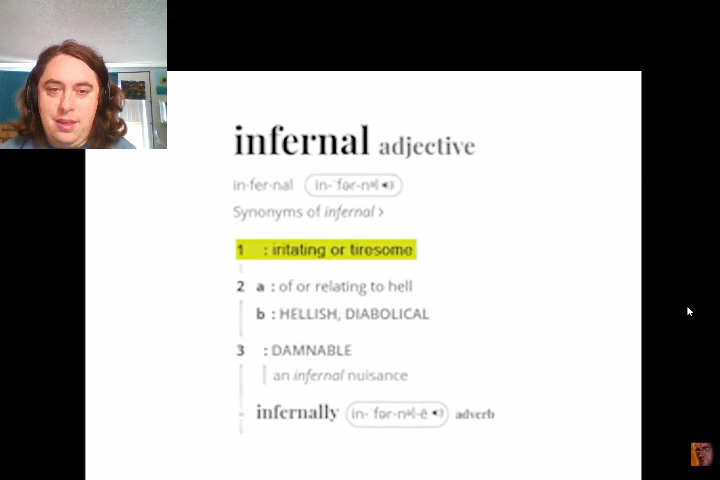 infernal adjective
in·fer·nal in-ˈfər-nᵊl
Synonyms of infernal >
1 : iritating or tiresome
2 a : of or relating to hell
b : HELLISH, DIABOLICAL
3 : DAMNABLE
an infernal nuisance
infernally in-ˈfər-nᵊl-ē adverb